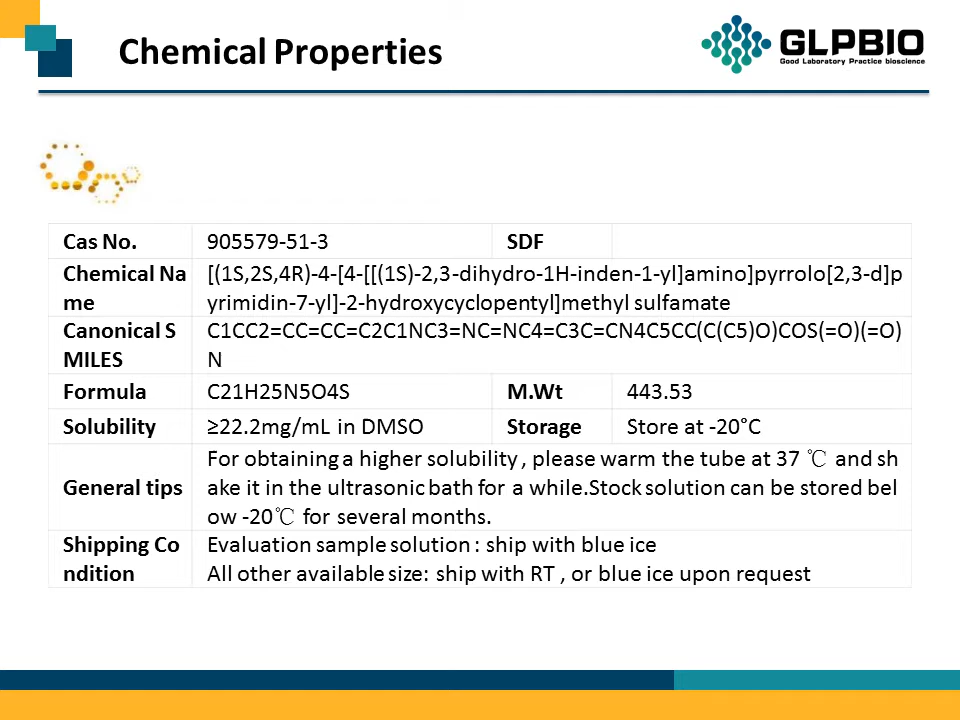 Chemical Properties
GLPBIO
Good Laboratory Practice bioscience
Cas No. 905579-51-3 SDF
Chemical Na
me
[(1S,2S,4R)-4-[4-[[(1S)-2,3-dihydro-1H-inden-1-yl]amino]pyrrolo[2,3-d]p
yrimidin-7-yl]-2-hydroxycyclopentyl]methyl sulfamate
Canonical S
MILES
C1CC2=CC=CC=C2C1NC3=NC=NC4=C3C=CN4C5CC(C(C5)O)COS(=O)(=O)
N
Formula C21H25N5O4S M.Wt 443.53
Solubility ≥22.2mg/mL in DMSO Storage Store at -20°C
General tips
For obtaining a higher solubility , please warm the tube at 37 ℃ and sh
ake it in the ultrasonic bath for a while.Stock solution can be stored bel
ow -20℃ for several months.
Shipping Co
ndition
Evaluation sample solution : ship with blue ice
All other available size: ship with RT , or blue ice upon request